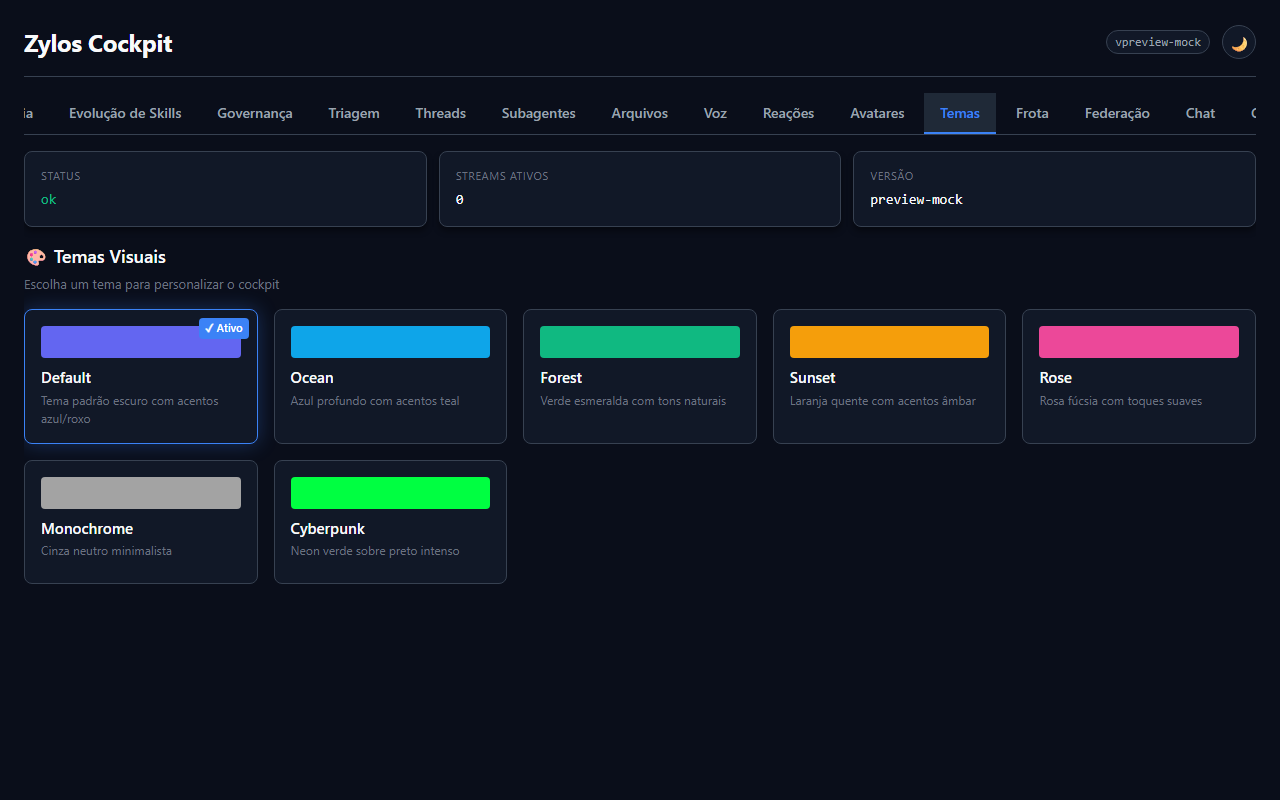 Zylos Cockpit
vpreview-mock
ia Evolução de Skills Governança Triagem Threads Subagentes Arquivos Voz Reações Avatares Temas Frota Federação Chat
STATUS
ok
STREAMS ATIVOS
0
VERSÃO
preview-mock
Temas Visuais
Escolha um tema para personalizar o cockpit
✓ Ativo
Default
Tema padrão escuro com acentos
azul/roxo
Ocean
Azul profundo com acentos teal
Forest
Verde esmeralda com tons naturais
Sunset
Laranja quente com acentos âmbar
Rose
Rosa fúcsia com toques suaves
Monochrome
Cinza neutro minimalista
Cyberpunk
Neon verde sobre preto intenso